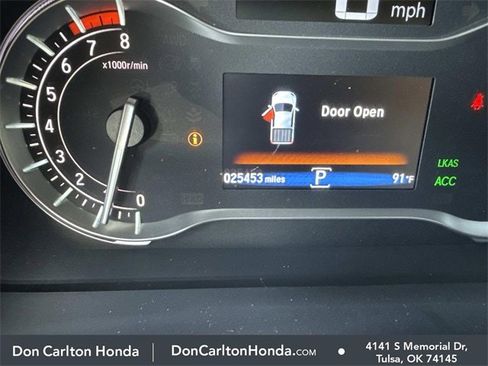 0 mph
8
7
x1000r/min
6
5
4
3
2
1
0
Door Open
025453 miles
P
91°F
LKAS
ACC
Don Carlton Honda
DonCarltonHonda.COM
4141 S Memorial Dr,
Tulsa, OK 74145